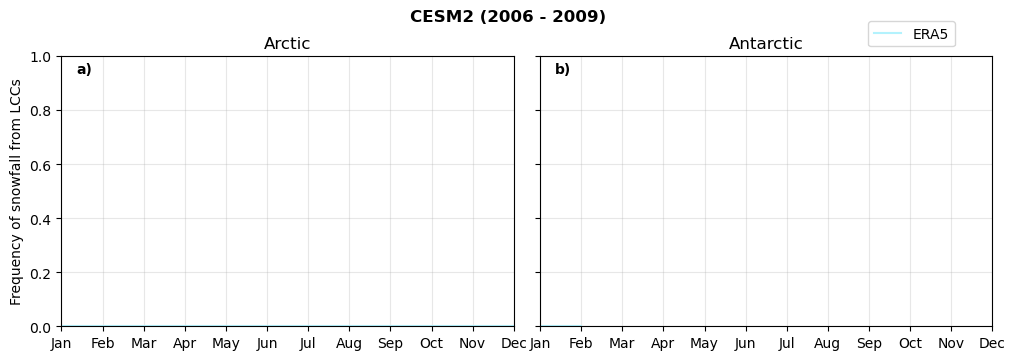 CESM2 (2006 - 2009)
ERA5
Arctic
Antarctic
a)
b)
Frequency of snowfall from LCCs
1.0
0.8
0.6
0.4
0.2
0.0
Jan Feb Mar Apr May Jun Jul Aug Sep Oct Nov Dec
Jan Feb Mar Apr May Jun Jul Aug Sep Oct Nov Dec